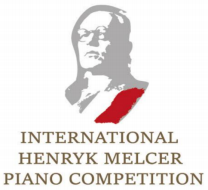 INTERNATIONAL
HENRYK MELCER
PIANO COMPETITION